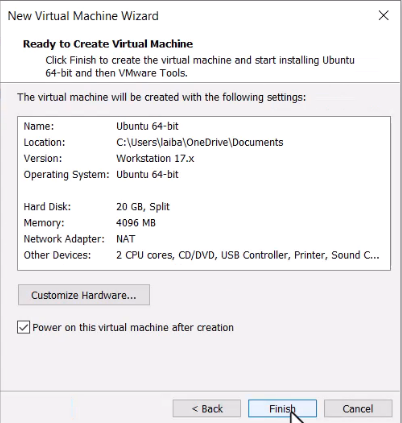 New Virtual Machine Wizard
Ready to Create Virtual Machine
Click Finish to create the virtual machine and start installing Ubuntu
64-bit and then VMware Tools.
The virtual machine will be created with the following settings:
Name: Ubuntu 64-bit
Location: C:\Users\laiba\OneDrive\Documents
Version: Workstation 17.x
Operating System: Ubuntu 64-bit
Hard Disk: 20 GB, Split
Memory: 4096 MB
Network Adapter: NAT
Other Devices: 2 CPU cores, CD/DVD, USB Controller, Printer, Sound C...
Customize Hardware...
Power on this virtual machine after creation
< Back Finish Cancel